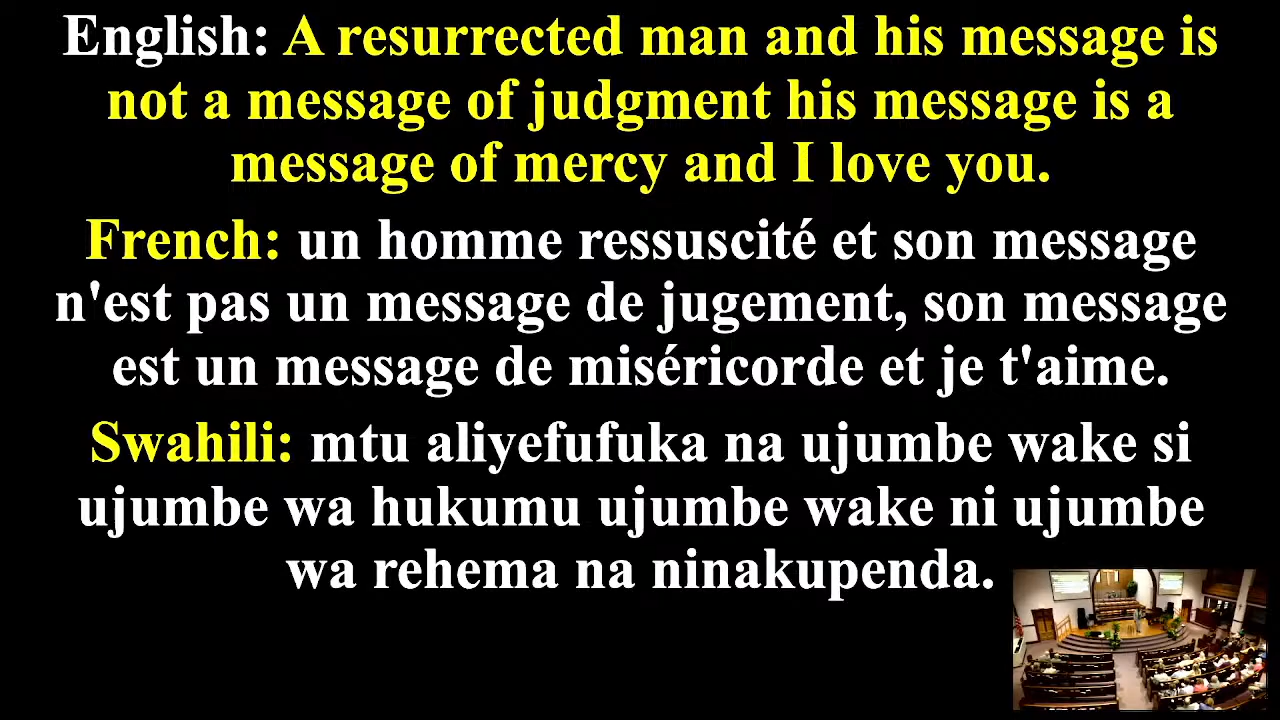 English: A resurrected man and his message is
not a message of judgment his message is a
message of mercy and I love you.
French: un homme ressuscité et son message
n'est pas un message de jugement, son message
est un message de miséricorde et je t'aime.
Swahili: mtu aliyefufuka na ujumbe wake si
ujumbe wa hukumu ujumbe wake ni ujumbe
wa rehema na ninakupenda.